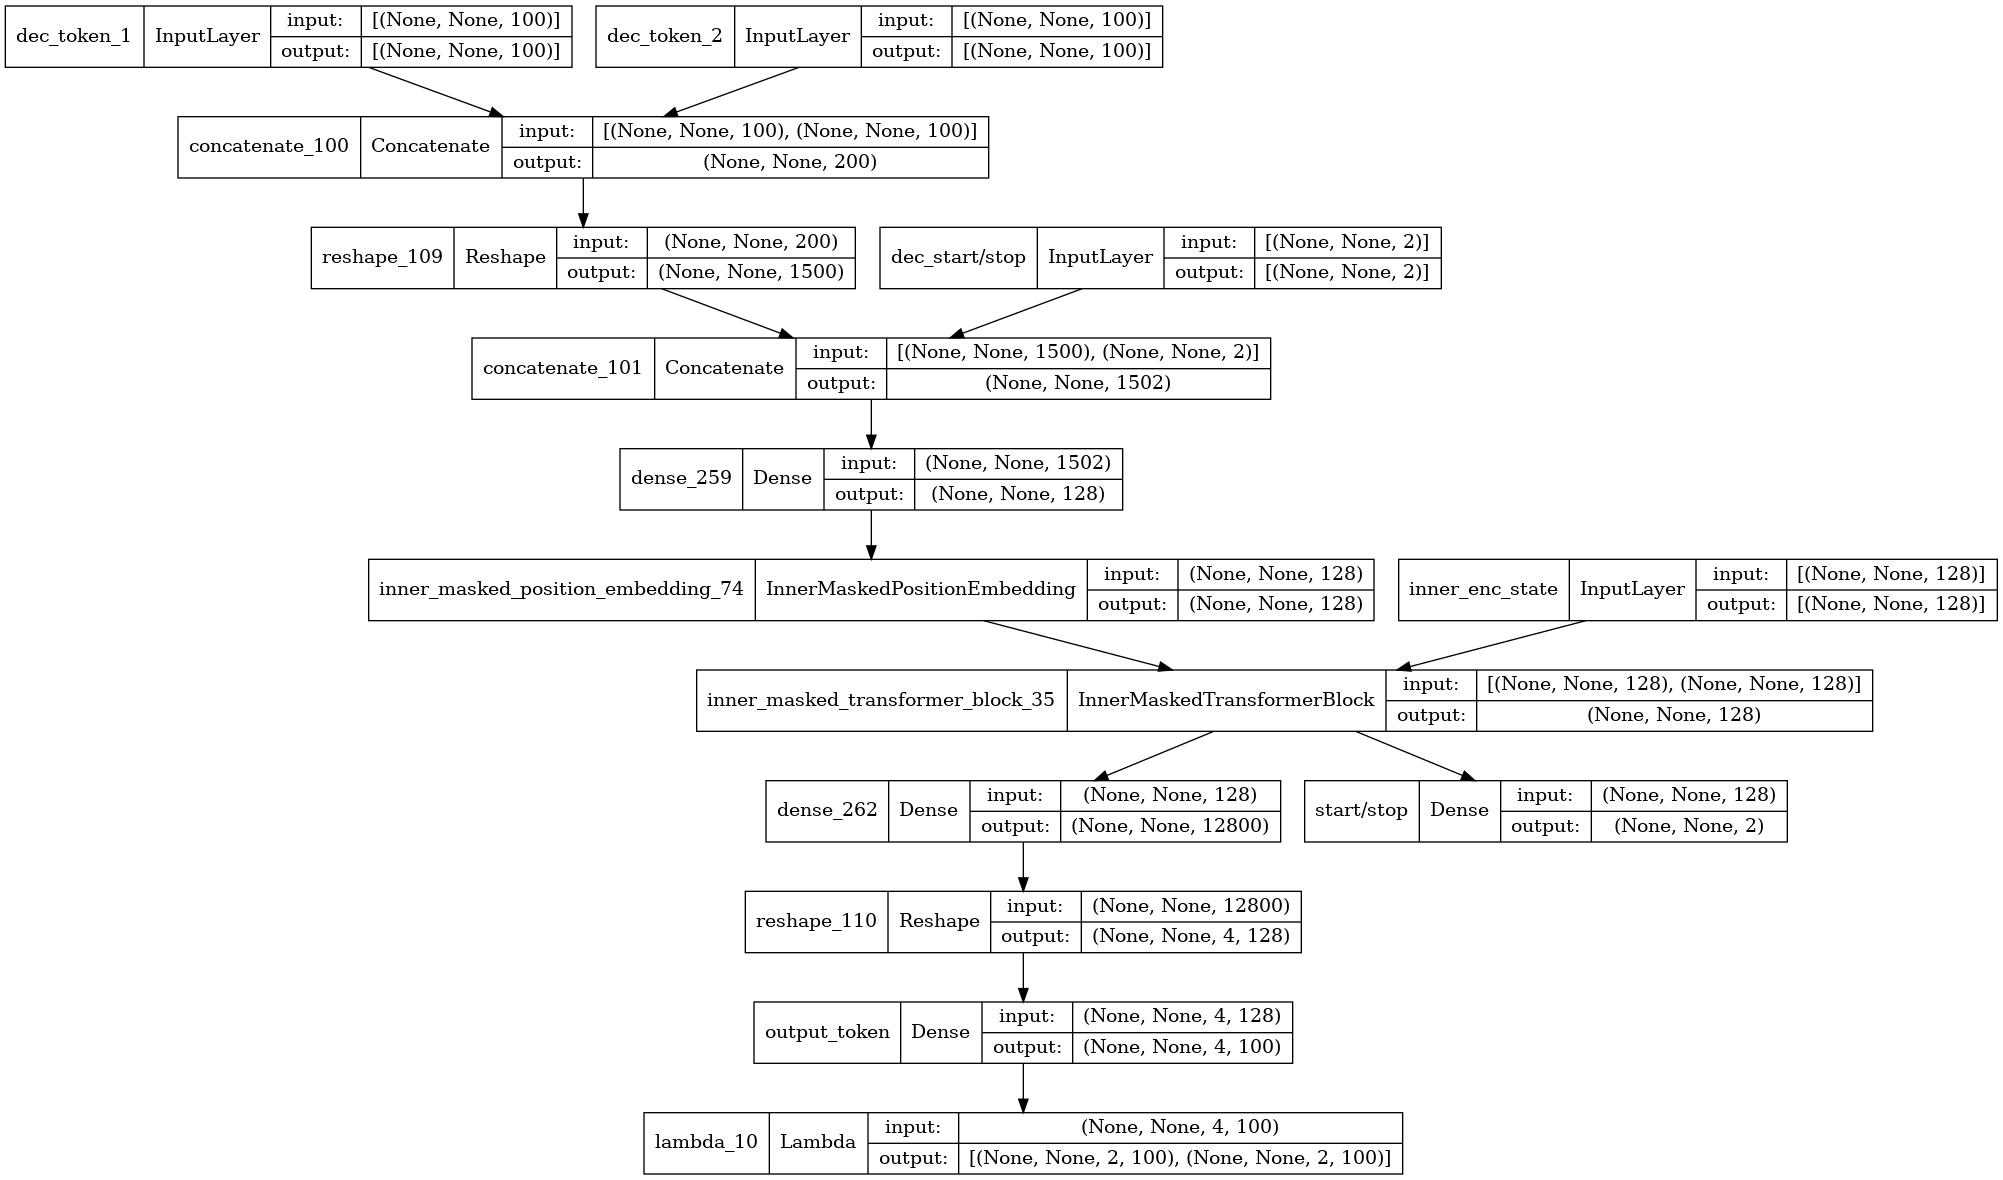 dec_token_1 InputLayer input: [(None, None, 100)]
output: [(None, None, 100)]
dec_token_2 InputLayer input: [(None, None, 100)]
output: [(None, None, 100)]
concatenate_100 Concatenate input: [(None, None, 100), (None, None, 100)]
output: (None, None, 200)
reshape_109 Reshape input: (None, None, 200)
output: (None, None, 1500)
dec_start/stop InputLayer input: [(None, None, 2)]
output: [(None, None, 2)]
concatenate_101 Concatenate input: [(None, None, 1500), (None, None, 2)]
output: (None, None, 1502)
dense_259 Dense input: (None, None, 1502)
output: (None, None, 128)
inner_masked_position_embedding_74 InnerMaskedPositionEmbedding input: (None, None, 128)
output: (None, None, 128)
inner_enc_state InputLayer input: [(None, None, 128)]
output: [(None, None, 128)]
inner_masked_transformer_block_35 InnerMaskedTransformerBlock input: [(None, None, 128), (None, None, 128)]
output: (None, None, 128)
dense_262 Dense input: (None, None, 128)
output: (None, None, 12800)
start/stop Dense input: (None, None, 128)
output: (None, None, 2)
reshape_110 Reshape input: (None, None, 12800)
output: (None, None, 4, 128)
output_token Dense input: (None, None, 4, 128)
output: (None, None, 4, 100)
lambda_10 Lambda input: (None, None, 4, 100)
output: [(None, None, 2, 100), (None, None, 2, 100)]